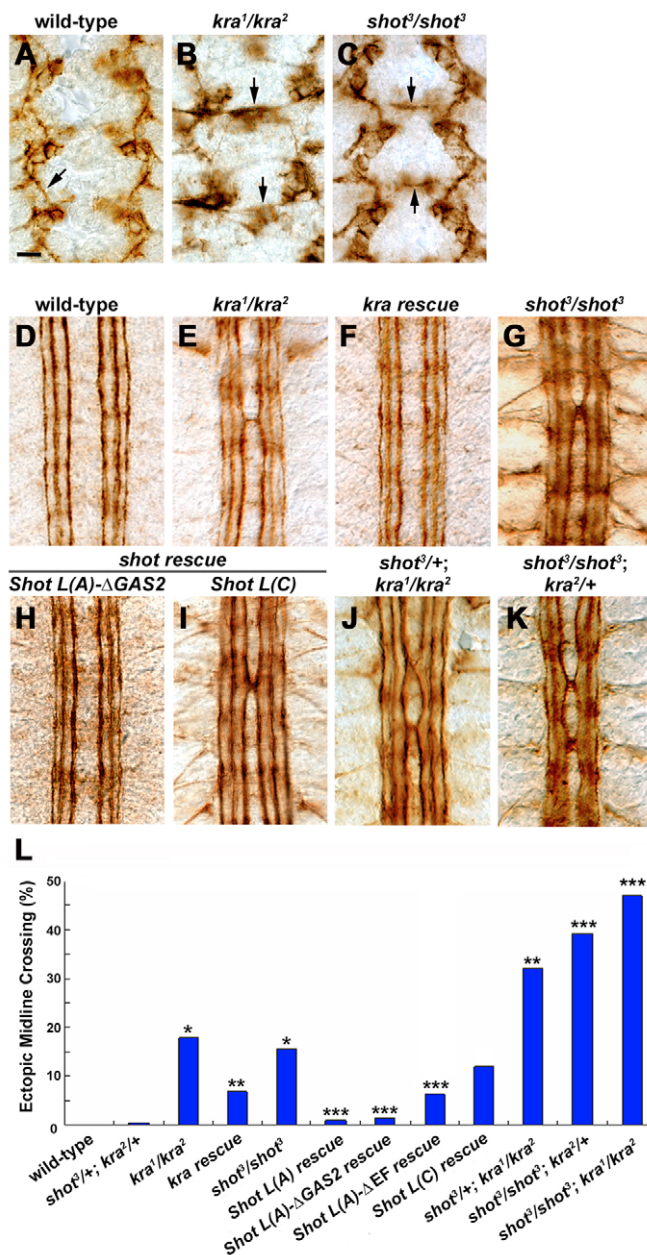 wild-type kra¹/kra² shot³/shot³
A B C
wild-type kra¹/kra² kra rescue shot³/shot³
D E F G
shot rescue shot³/+; shot³/shot³;
Shot L(A)-ΔGAS2 Shot L(C) kra¹/kra² kra²/+
H I J K
L
Ectopic Midline Crossing (%)
50
40
30
20
10
0
* ** * *** *** *** ** *** ***
wild-type
shot³/+; kra²/+
kra¹/kra²
kra rescue
shot³/shot³
Shot L(A) rescue
Shot L(A)-ΔGAS2 rescue
Shot L(A)-ΔEF rescue
Shot L(C) rescue
shot³/+; kra¹/kra²
shot³/shot³; kra²/+
shot³/shot³; kra¹/kra²